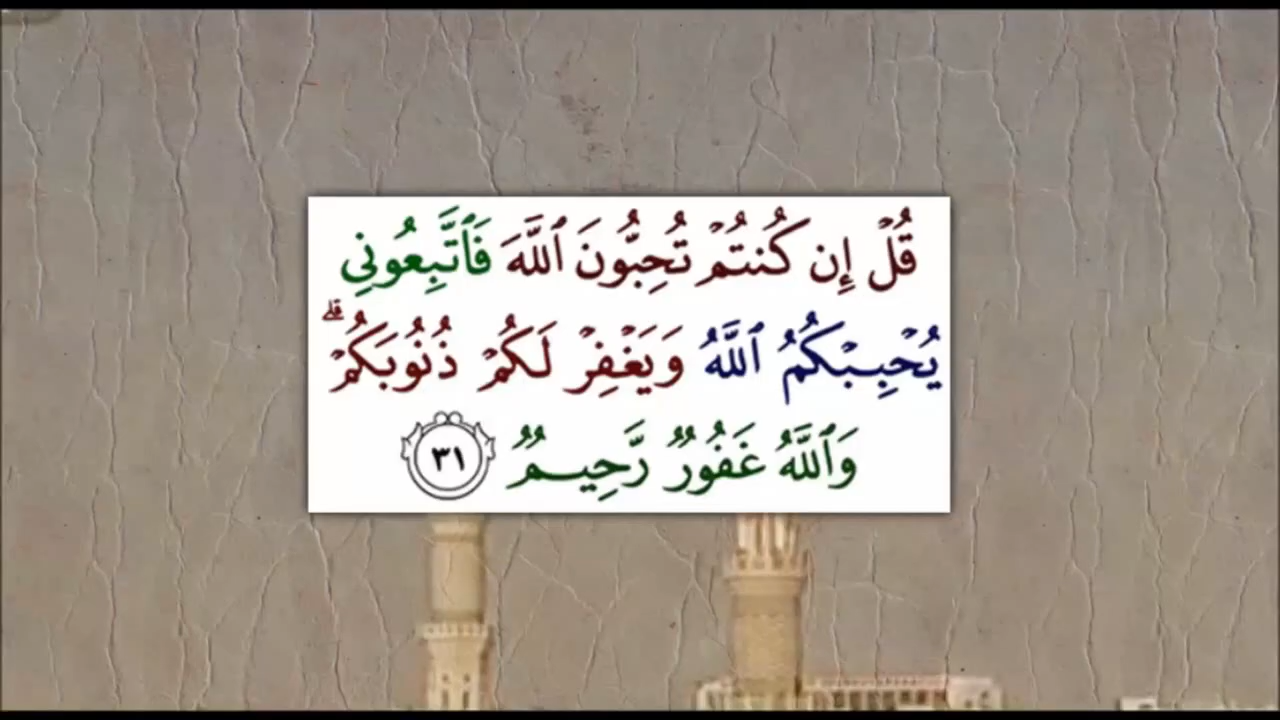 قُلْ إِن كُنتُمْ تُحِبُّونَ ٱللَّهَ فَٱتَّبِعُونِى
يُحْبِبْكُمُ ٱللَّهُ وَيَغْفِرْ لَكُمْ ذُنُوبَكُمْ ۗ
وَٱللَّهُ غَفُورٌ رَّحِيمٌ ٣١